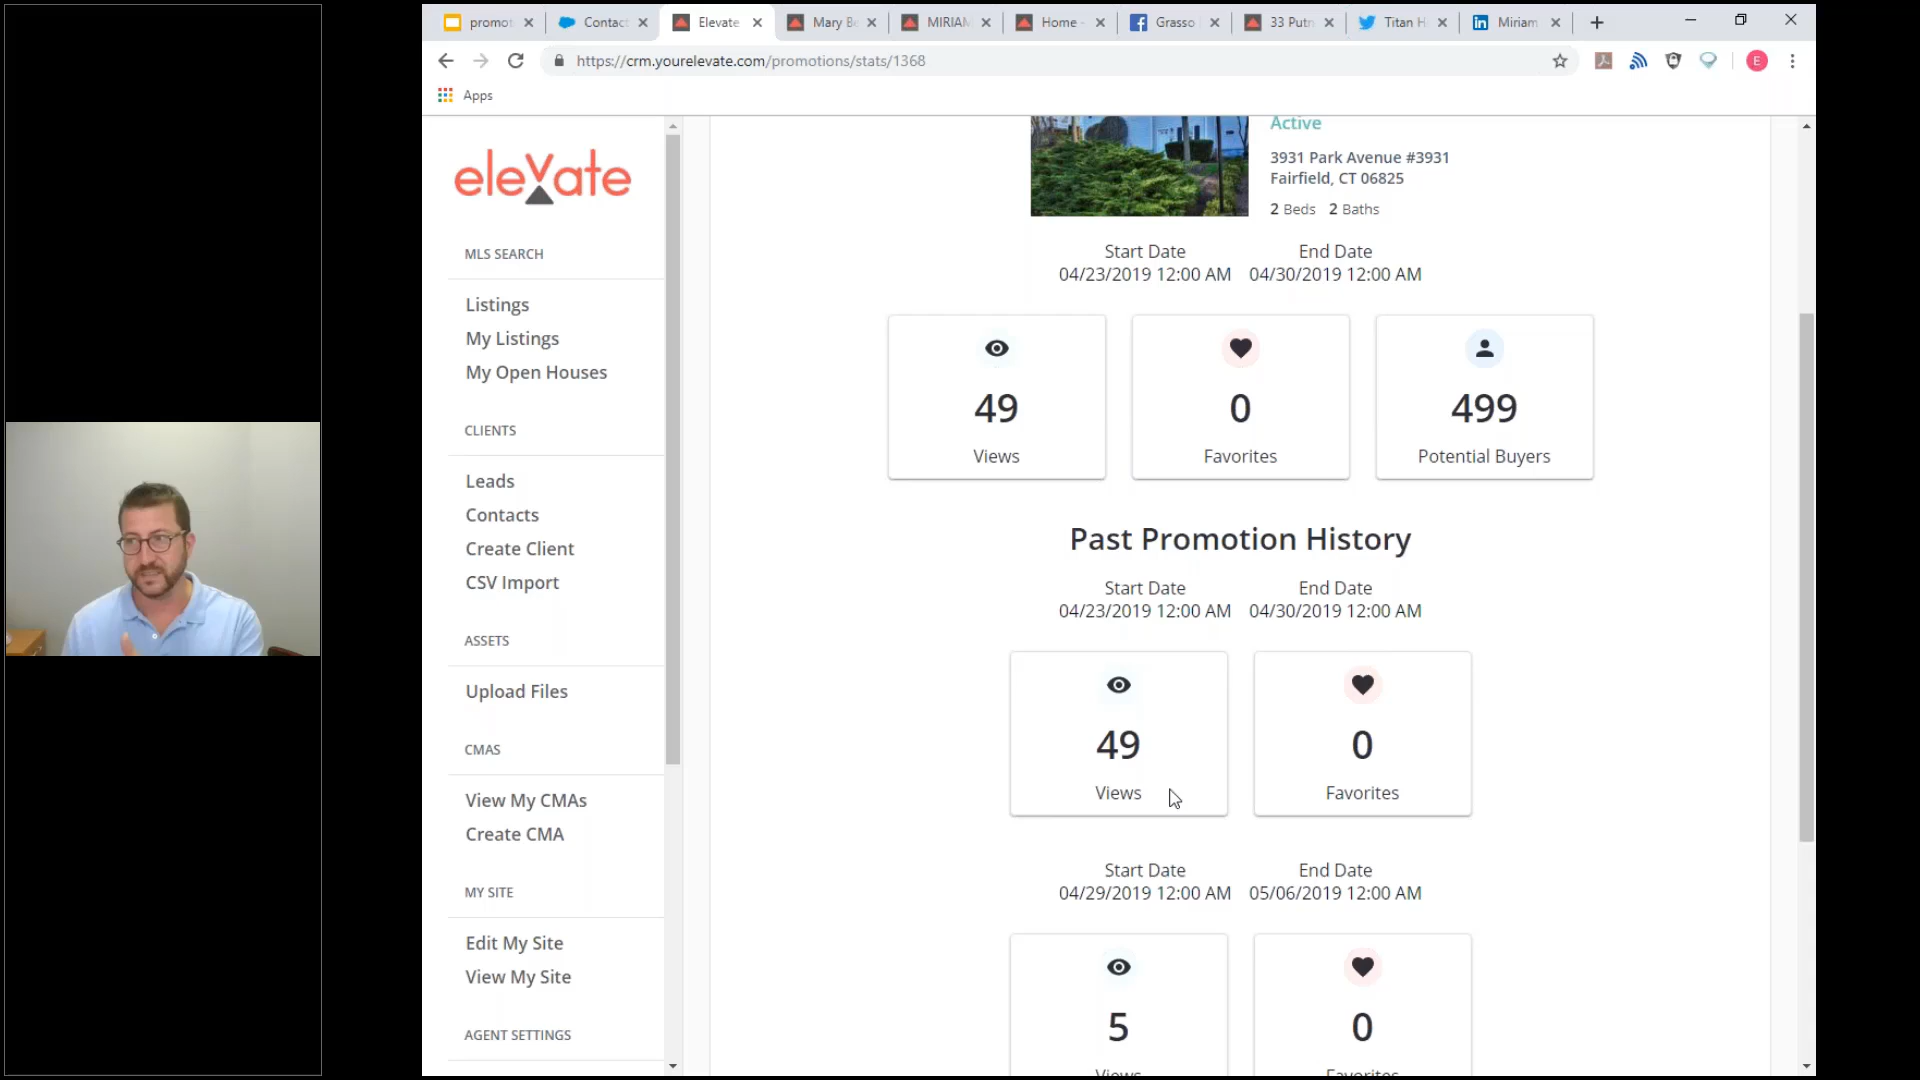 promot
Contac
Elevate
Mary Be
MIRIAM
Home -
Grasso
33 Putn
Titan H
Miriam
https://crm.yourelevate.com/promotions/stats/1368
E
Apps
elevate
MLS SEARCH
Listings
My Listings
My Open Houses
CLIENTS
Leads
Contacts
Create Client
CSV Import
ASSETS
Upload Files
CMAS
View My CMAs
Create CMA
MY SITE
Edit My Site
View My Site
AGENT SETTINGS
Active
3931 Park Avenue #3931
Fairfield, CT 06825
2 Beds 2 Baths
Start Date End Date
04/23/2019 12:00 AM 04/30/2019 12:00 AM
49 0 499
Views Favorites Potential Buyers
Past Promotion History
Start Date End Date
04/23/2019 12:00 AM 04/30/2019 12:00 AM
49 0
Views Favorites
Start Date End Date
04/29/2019 12:00 AM 05/06/2019 12:00 AM
5 0
Views Favorites